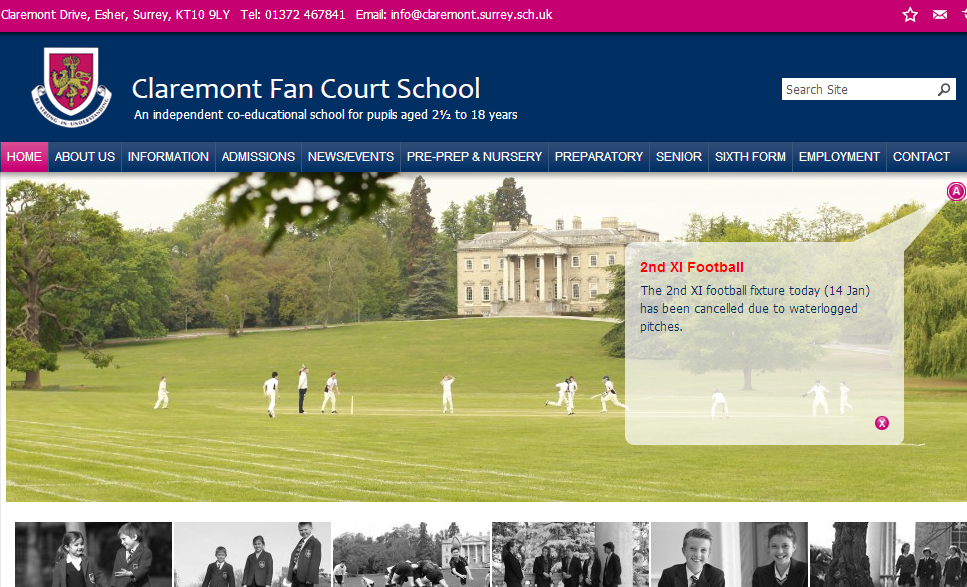 Claremont Drive, Esher, Surrey, KT10 9LY Tel: 01372 467841 Email: info@claremont.surrey.sch.uk
Claremont Fan Court School
An independent co-educational school for pupils aged 2½ to 18 years
Search Site
HOME ABOUT US INFORMATION ADMISSIONS NEWS/EVENTS PRE-PREP & NURSERY PREPARATORY SENIOR SIXTH FORM EMPLOYMENT CONTACT
A
2nd XI Football
The 2nd XI football fixture today (14 Jan)
has been cancelled due to waterlogged
pitches.
X